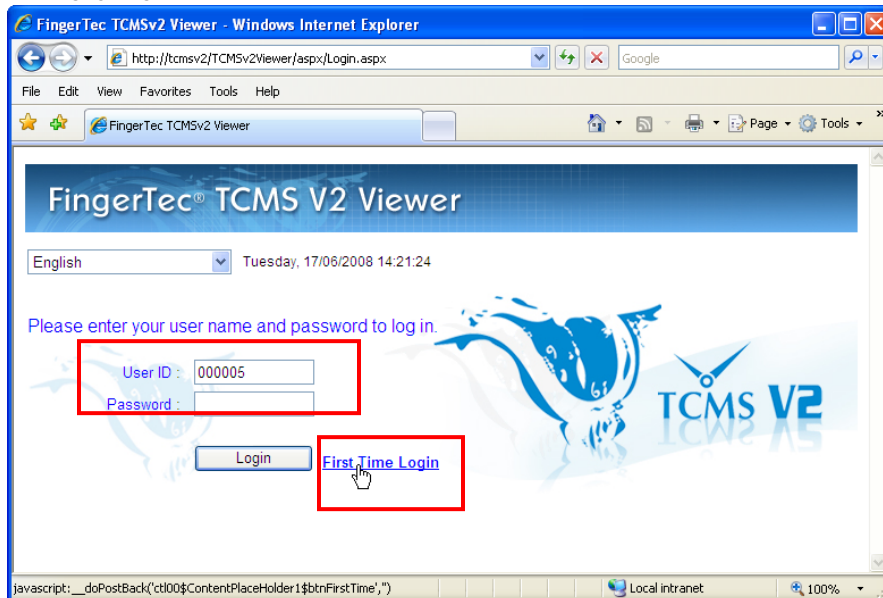 FingerTec TCMSv2 Viewer - Windows Internet Explorer
http://tcmsv2/TCMSv2Viewer/aspx/Login.aspx
Google
File Edit View Favorites Tools Help
FingerTec TCMSv2 Viewer
Page Tools »
FingerTec® TCMS V2 Viewer
English
Tuesday, 17/06/2008 14:21:24
Please enter your user name and password to log in.
User ID : 000005
Password :
TCMS V2
Login
First Time Login
javascript:__doPostBack('ctl00$ContentPlaceHolder1$btnFirstTime','')
Local intranet
100%